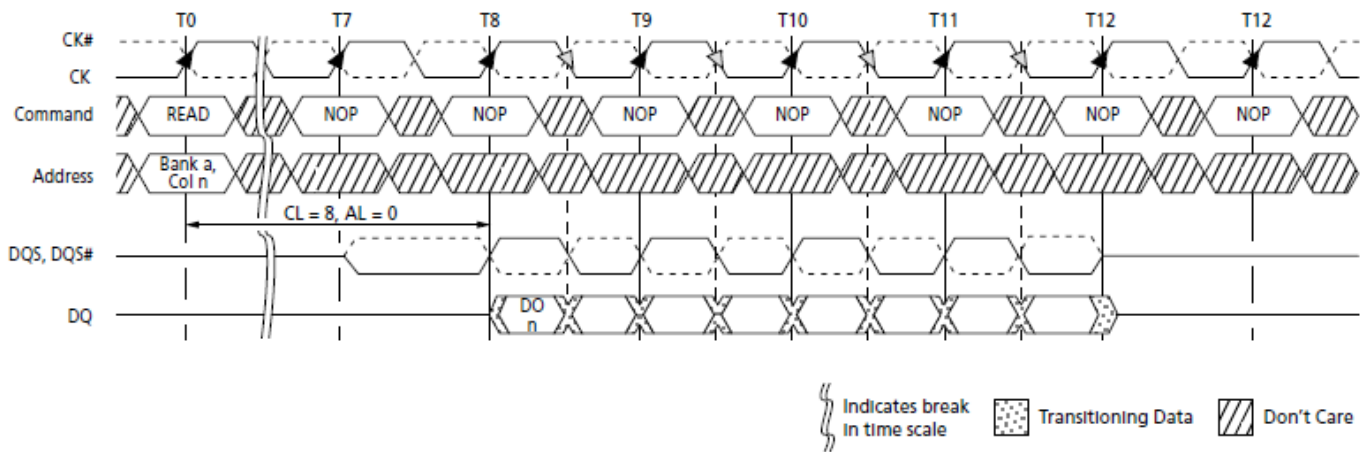 T0 T7 T8 T9 T10 T11 T12 T12
CK#
CK
Command READ NOP NOP NOP NOP NOP NOP NOP
Address Bank a,
Col n
CL = 8, AL = 0
DQS, DQS#
DQ DO
n
Indicates break
in time scale
Transitioning Data
Don't Care